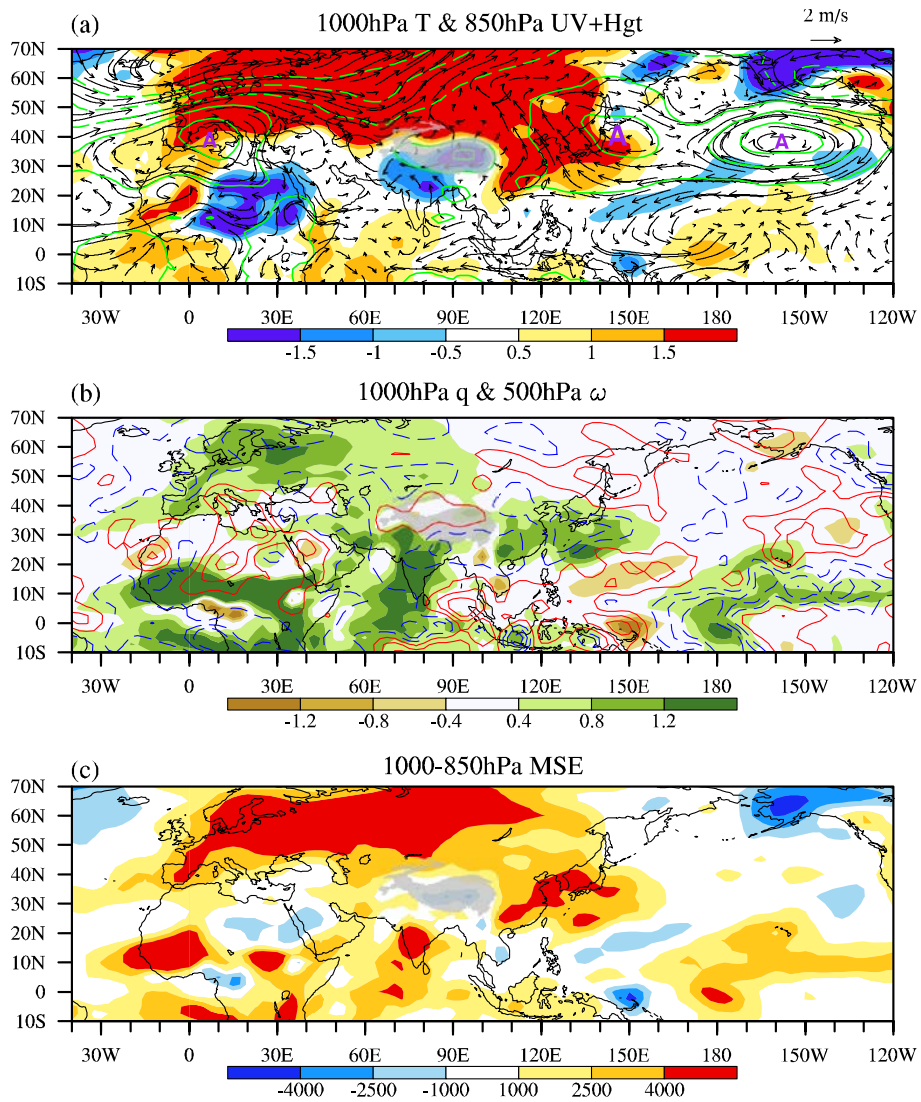 (a) 1000hPa T & 850hPa UV+Hgt 2 m/s
70N
60N
50N
40N
30N
20N
10N
0
10S
A A A
30W 0 30E 60E 90E 120E 150E 180 150W 120W
-1.5 -1 -0.5 0.5 1 1.5
(b) 1000hPa q & 500hPa ω
70N
60N
50N
40N
30N
20N
10N
0
10S
30W 0 30E 60E 90E 120E 150E 180 150W 120W
-1.2 -0.8 -0.4 0.4 0.8 1.2
(c) 1000-850hPa MSE
70N
60N
50N
40N
30N
20N
10N
0
10S
30W 0 30E 60E 90E 120E 150E 180 150W 120W
-4000 -2500 -1000 1000 2500 4000